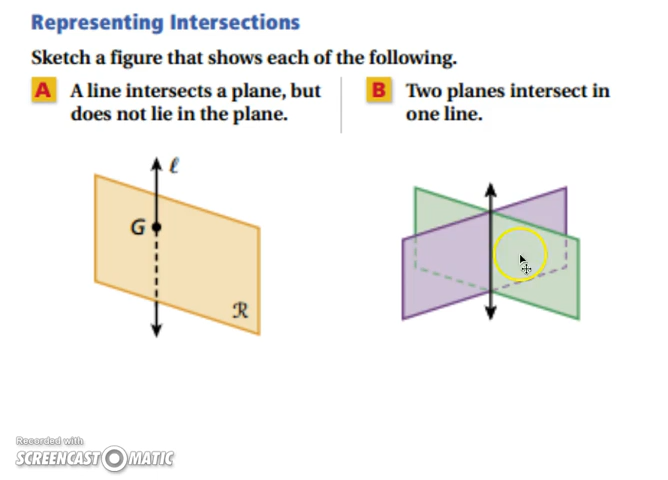 Representing Intersections
Sketch a figure that shows each of the following.
A A line intersects a plane, but
does not lie in the plane.
B Two planes intersect in
one line.
ℓ
G
ℛ
Recorded with
SCREENCAST O MATIC